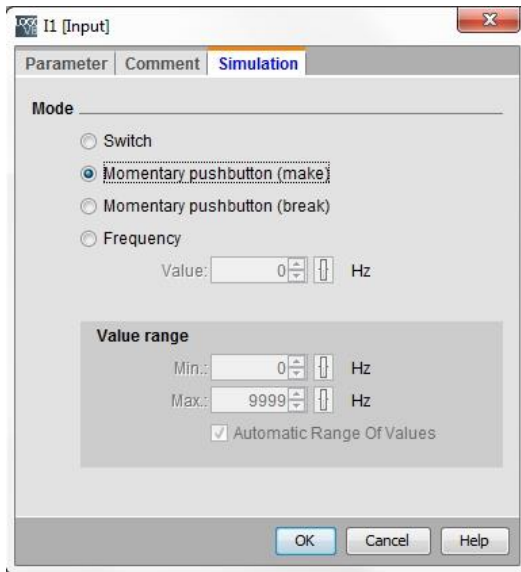 I1 [Input]
Parameter Comment Simulation
Mode
Switch
Momentary pushbutton (make)
Momentary pushbutton (break)
Frequency
Value: 0 Hz
Value range
Min.: 0 Hz
Max.: 9999 Hz
Automatic Range Of Values
OK Cancel Help